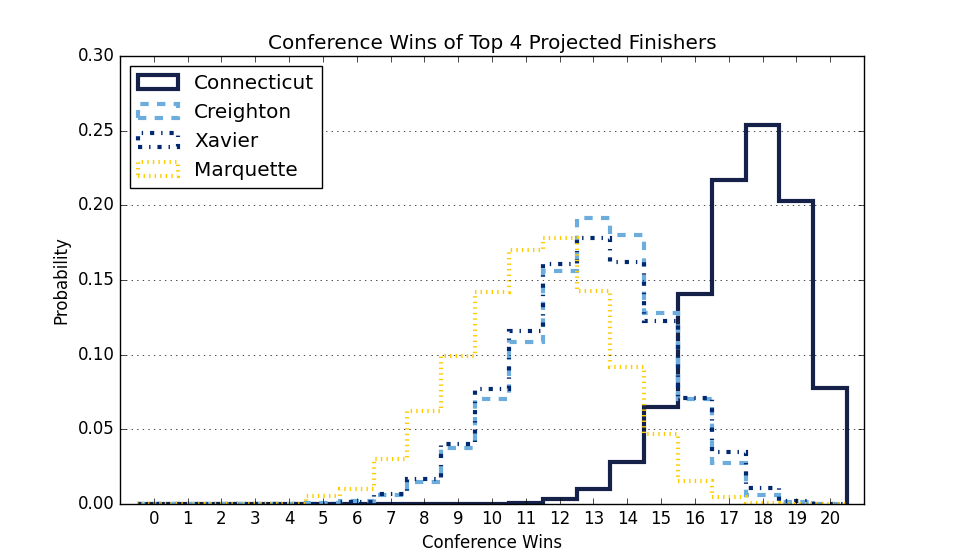 Conference Wins of Top 4 Projected Finishers
0.30
0.25
0.20
0.15
0.10
0.05
0.00
Probability
Connecticut
Creighton
Xavier
Marquette
0 1 2 3 4 5 6 7 8 9 10 11 12 13 14 15 16 17 18 19 20
Conference Wins